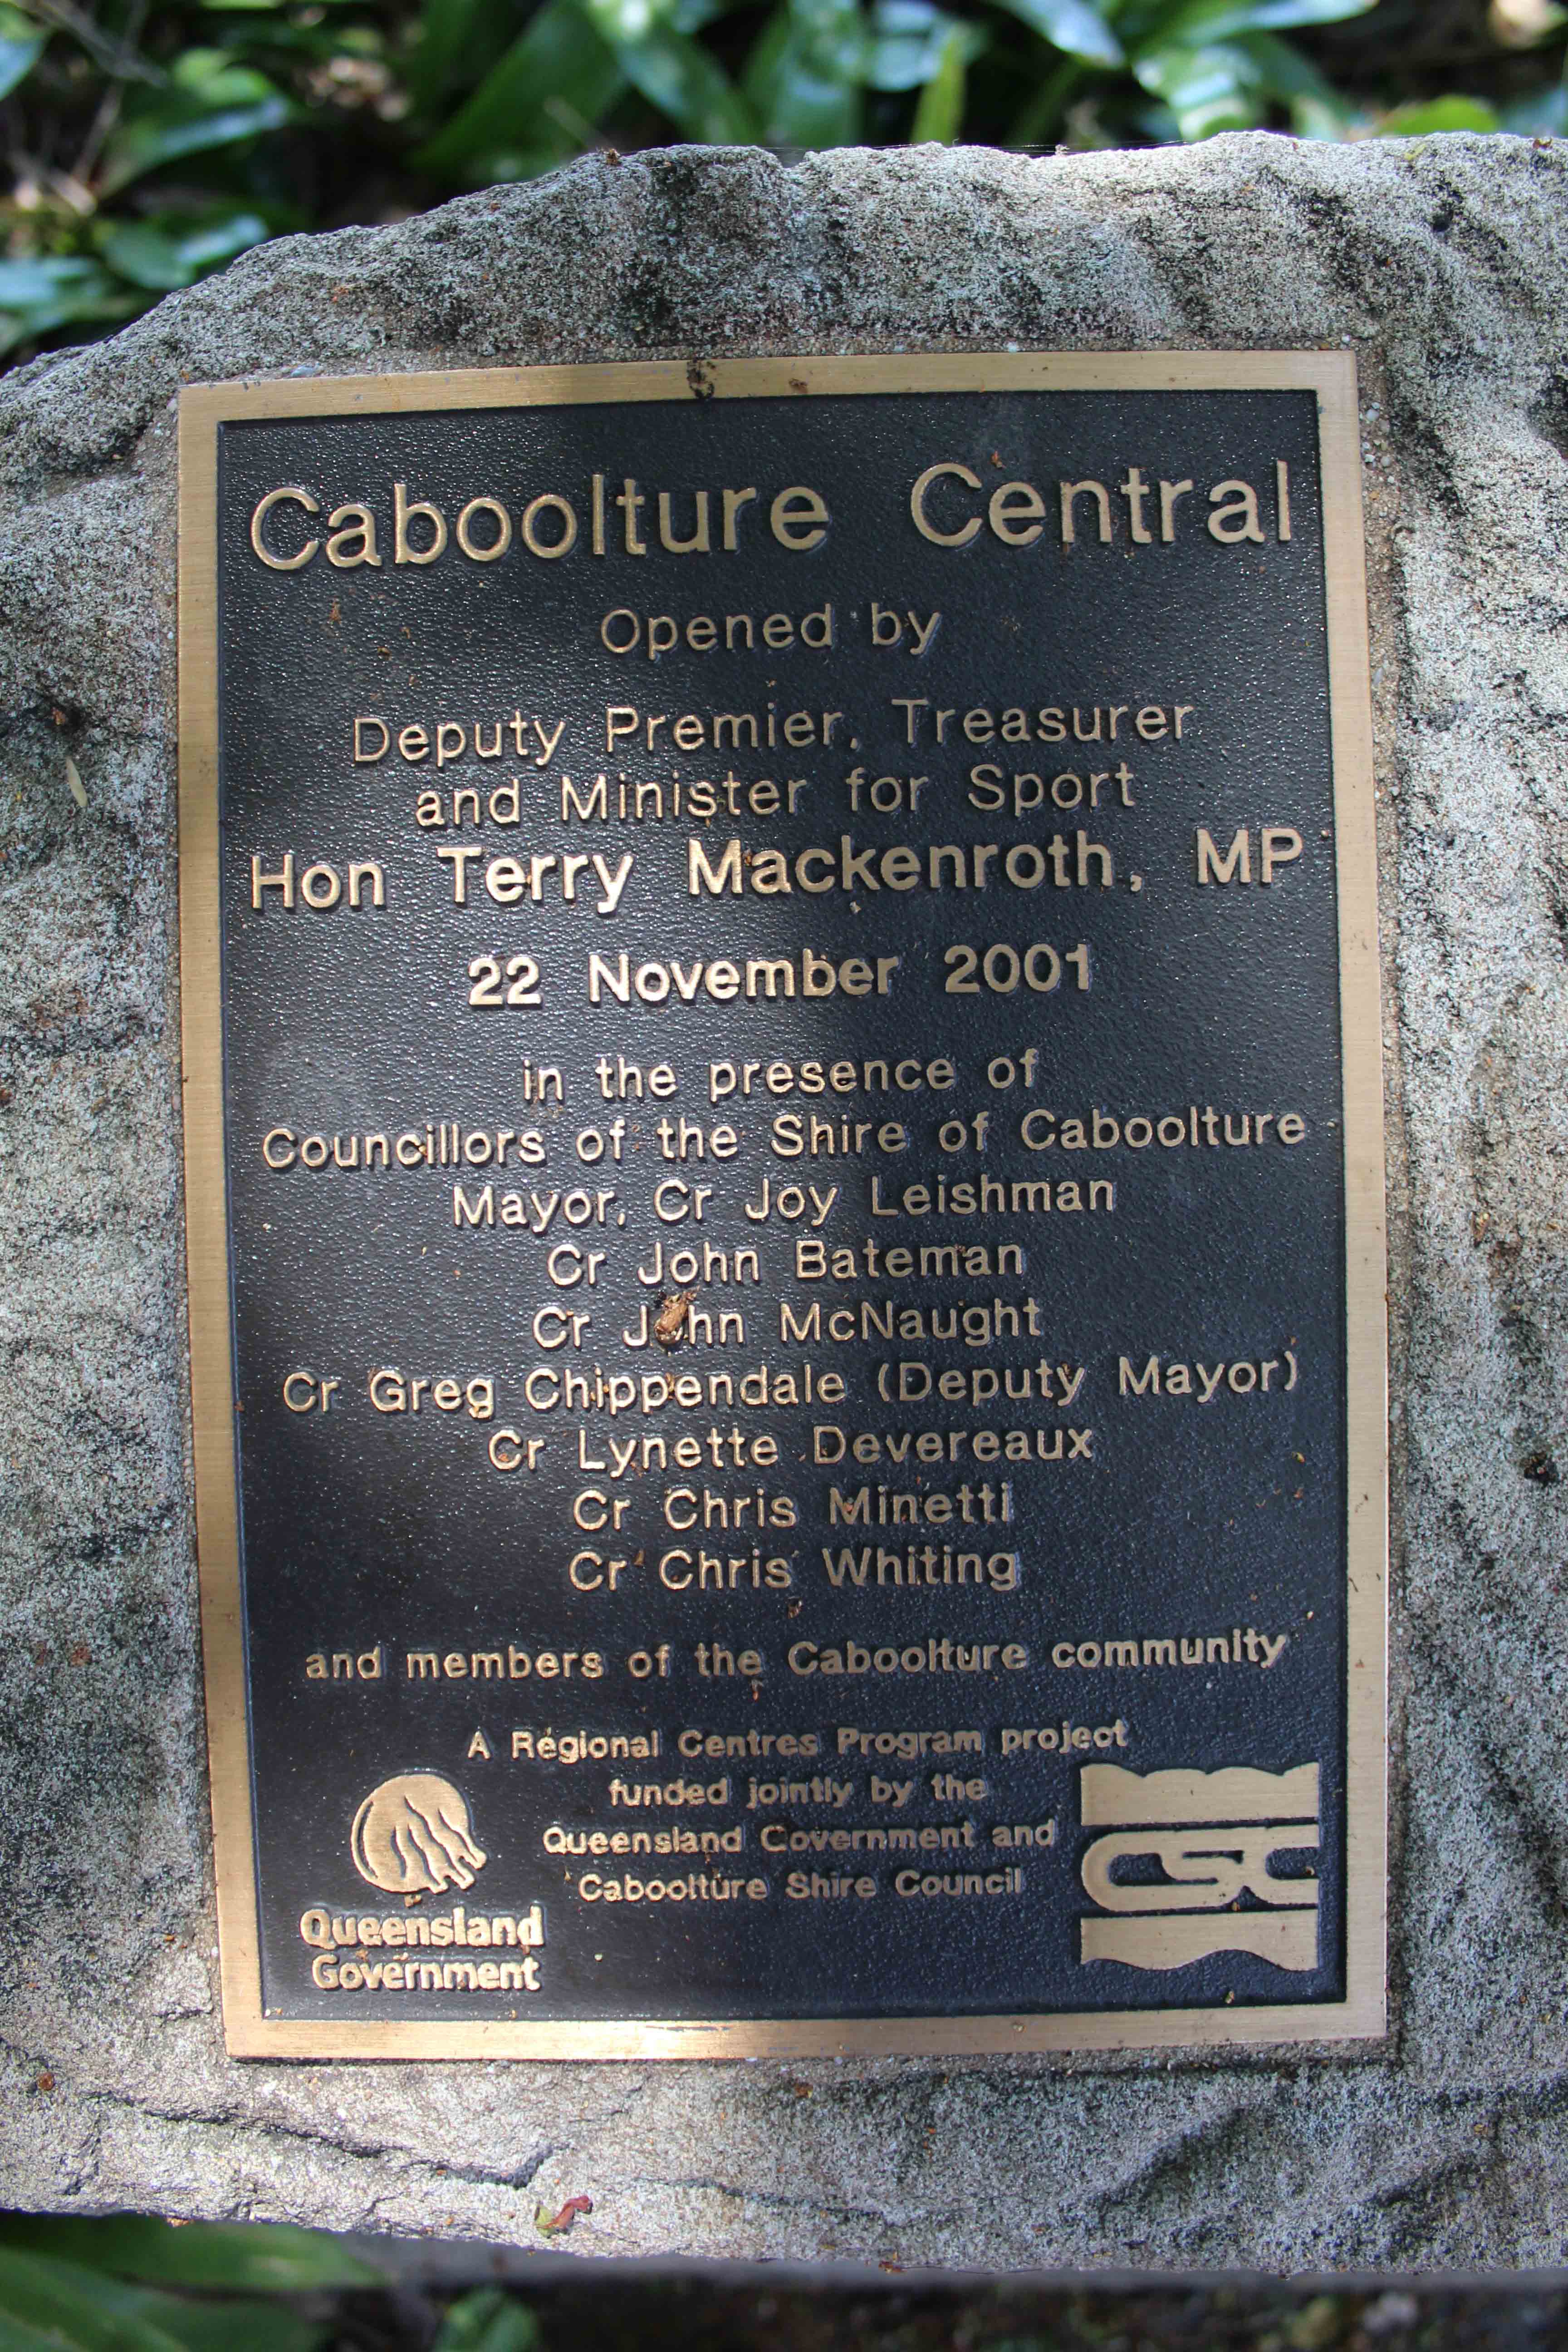 Caboolture Central
Opened by
Deputy Premier, Treasurer
and Minister for Sport
Hon Terry Mackenroth, MP
22 November 2001
in the presence of
Councillors of the Shire of Caboolture
Mayor, Cr Joy Leishman
Cr John Bateman
Cr John McNaught
Cr Greg Chippendale (Deputy Mayor)
Cr Lynette Devereaux
Cr Chris Minetti
Cr Chris Whiting
and members of the Caboolture community
A Regional Centres Program project
funded jointly by the
Queensland Government and
Caboolture Shire Council
Queensland
Government
CSC